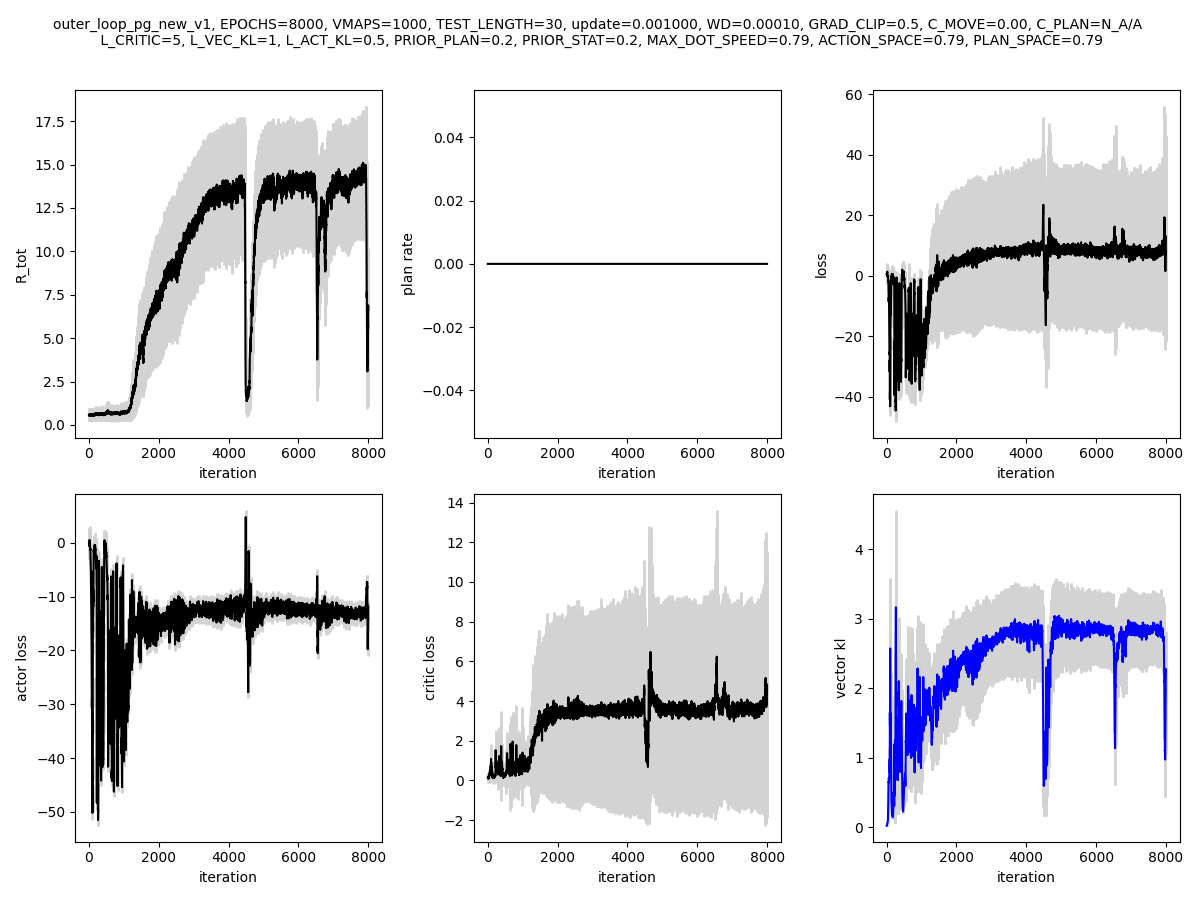 outer_loop_pg_new_v1, EPOCHS=8000, VMAPS=1000, TEST_LENGTH=30, update=0.001000, WD=0.00010, GRAD_CLIP=0.5, C_MOVE=0.00, C_PLAN=N_A/A
L_CRITIC=5, L_VEC_KL=1, L_ACT_KL=0.5, PRIOR_PLAN=0.2, PRIOR_STAT=0.2, MAX_DOT_SPEED=0.79, ACTION_SPACE=0.79, PLAN_SPACE=0.79
R_tot
17.5
15.0
12.5
10.0
7.5
5.0
2.5
0.0
0 2000 4000 6000 8000
iteration
plan rate
0.04
0.02
0.00
−0.02
−0.04
0 2000 4000 6000 8000
iteration
loss
60
40
20
0
−20
−40
0 2000 4000 6000 8000
iteration
actor loss
0
−10
−20
−30
−40
−50
0 2000 4000 6000 8000
iteration
critic loss
14
12
10
8
6
4
2
0
−2
0 2000 4000 6000 8000
iteration
vector kl
4
3
2
1
0
0 2000 4000 6000 8000
iteration